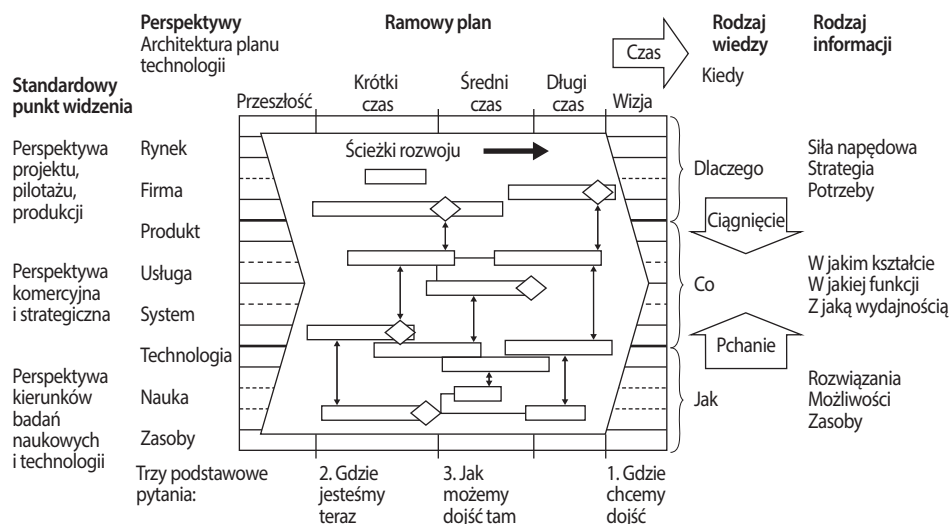 Perspektywy
Architektura planu
technologii
Ramowy plan
Czas
Rodzaj
wiedzy
Kiedy
Rodzaj
informacji
Standardowy
punkt widzenia
Przeszłość
Krótki
czas
Średni
czas
Długi
czas
Wizja
Perspektywa
projektu,
pilotażu,
produkcji
Rynek
Firma
Ścieżki rozwoju
Dlaczego
Siła napędowa
Strategia
Potrzeby
Ciągnięcie
Produkt
Perspektywa
komercyjna
i strategiczna
Usługa
System
Co
W jakim kształcie
W jakiej funkcji
Z jaką wydajnością
Pchanie
Technologia
Perspektywa
kierunków
badań
naukowych
i technologii
Nauka
Zasoby
Jak
Rozwiązania
Możliwości
Zasoby
Trzy podstawowe
pytania:
2. Gdzie
jesteśmy
teraz
3. Jak
możemy
dojść tam
1. Gdzie
chcemy
dojść